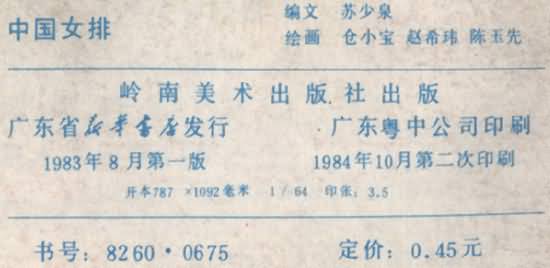 中国女排
编文 苏少泉
绘画 仓小宝 赵希玮 陈玉先
岭南美术出版社出版
广东省新华书店发行 广东粤中公司印刷
1983年8月第一版 1984年10月第二次印刷
开本787 ×1092毫米 1/64 印张：3.5
书号：8260·0675 定价：0.45元